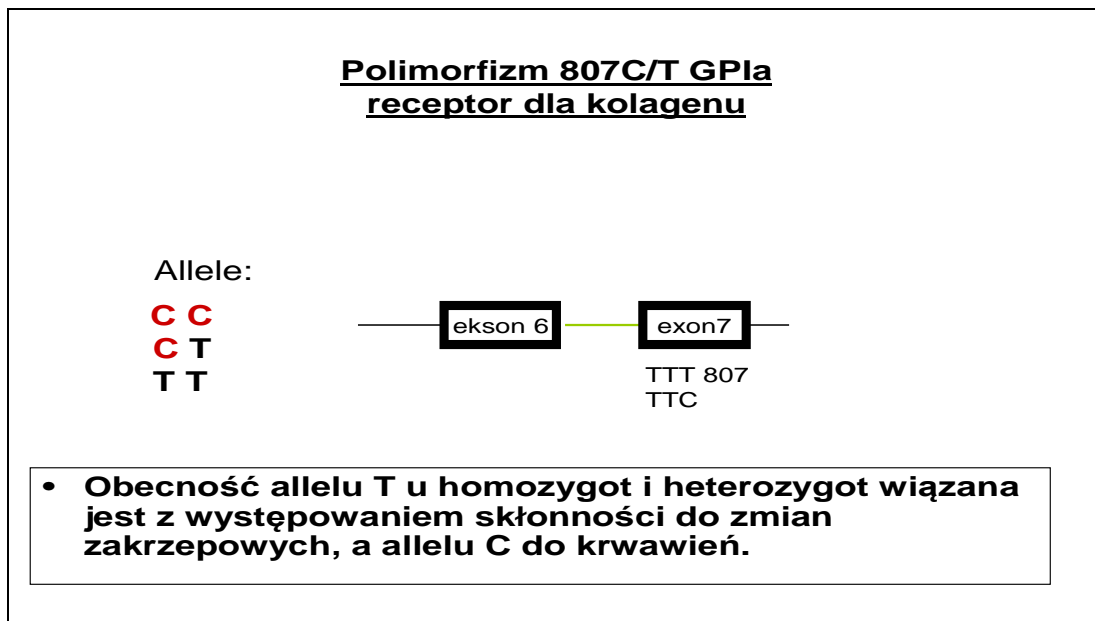 Polimorfizm 807C/T GPIa
receptor dla kolagenu
Allele:
C C
C T
T T
ekson 6
exon7
TTT 807
TTC
• Obecność allelu T u homozygot i heterozygot wiązana
jest z występowaniem skłonności do zmian
zakrzepowych, a allelu C do krwawień.